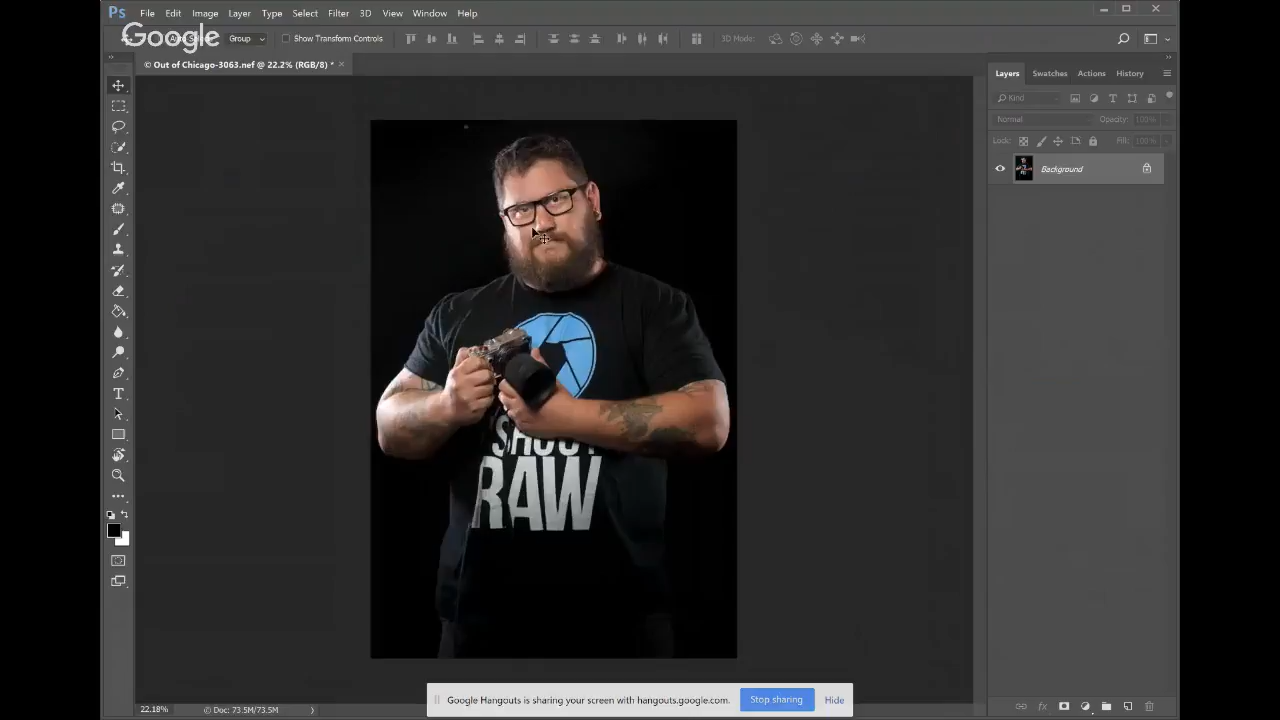 Ps File Edit Image Layer Type Select Filter 3D View Window Help
Google
Group Show Transform Controls 3D Mode:
© Out of Chicago-3063.nef @ 22.2% (RGB/8) * ×
Layers Swatches Actions History
Kind
Normal Opacity: 100%
Lock: Fill: 100%
Background
SHOOT
RAW
Google Hangouts is sharing your screen with hangouts.google.com. Stop sharing Hide
22.18% Doc: 73.5M/73.5M